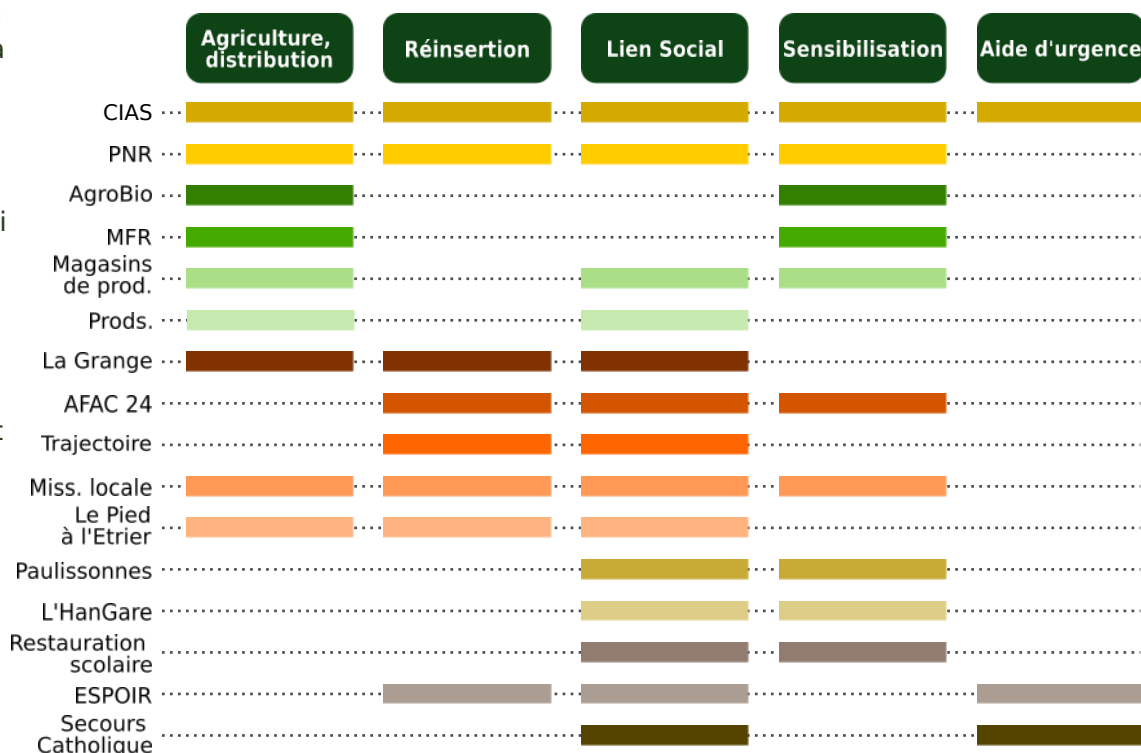 Agriculture,
distribution
Réinsertion
Lien Social
Sensibilisation
Aide d'urgence
CIAS
PNR
AgroBio
MFR
Magasins
de prod.
Prods.
La Grange
AFAC 24
Trajectoire
Miss. locale
Le Pied
à l'Etrier
Paulissonnes
L'HanGare
Restauration
scolaire
ESPOIR
Secours
Catholique